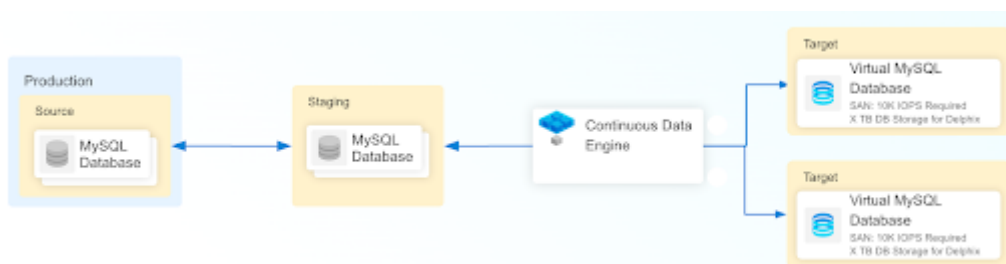 Production
Source
MySQL
Database
Staging
MySQL
Database
Continuous Data
Engine
Target
Virtual MySQL
Database
SAN: 10K IOPS Required
X TB DB Storage for Delphix
Target
Virtual MySQL
Database
SAN: 10K IOPS Required
X TB DB Storage for Delphix